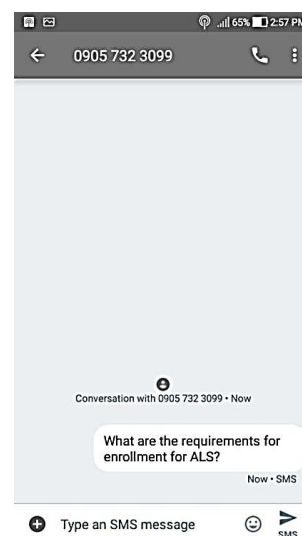 65% 2:57 PM
0905 732 3099
Conversation with 0905 732 3099 • Now
What are the requirements for
enrollment for ALS?
Now • SMS
Type an SMS message
SMS